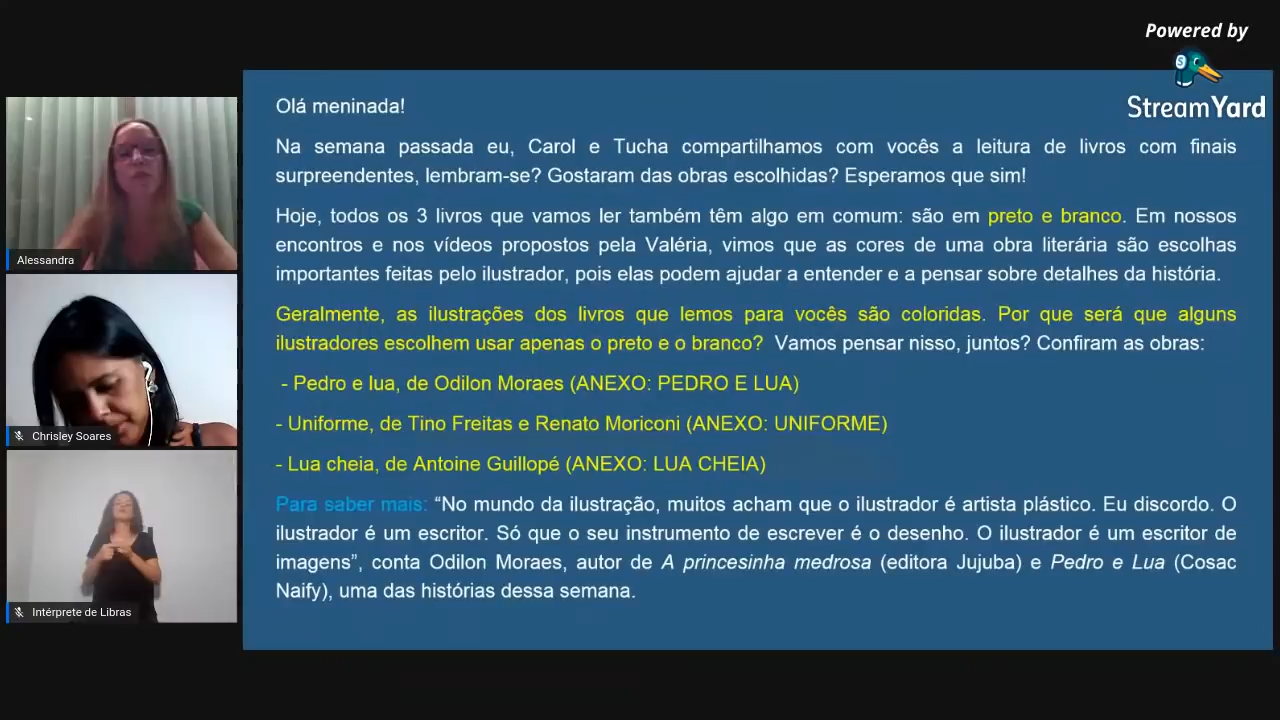 Powered by
StreamYard
Olá meninada!
Na semana passada eu, Carol e Tucha compartilhamos com vocês a leitura de livros com finais
surpreendentes, lembram-se? Gostaram das obras escolhidas? Esperamos que sim!
Hoje, todos os 3 livros que vamos ler também têm algo em comum: são em preto e branco. Em nossos
encontros e nos vídeos propostos pela Valéria, vimos que as cores de uma obra literária são escolhas
importantes feitas pelo ilustrador, pois elas podem ajudar a entender e a pensar sobre detalhes da história.
Geralmente, as ilustrações dos livros que lemos para vocês são coloridas. Por que será que alguns
ilustradores escolhem usar apenas o preto e o branco? Vamos pensar nisso, juntos? Confiram as obras:
- Pedro e lua, de Odilon Moraes (ANEXO: PEDRO E LUA)
- Uniforme, de Tino Freitas e Renato Moriconi (ANEXO: UNIFORME)
- Lua cheia, de Antoine Guillopé (ANEXO: LUA CHEIA)
Para saber mais: “No mundo da ilustração, muitos acham que o ilustrador é artista plástico. Eu discordo. O
ilustrador é um escritor. Só que o seu instrumento de escrever é o desenho. O ilustrador é um escritor de
imagens”, conta Odilon Moraes, autor de A princesinha medrosa (editora Jujuba) e Pedro e Lua (Cosac
Naify), uma das histórias dessa semana.
Alessandra
Chrisley Soares
Intérprete de Libras